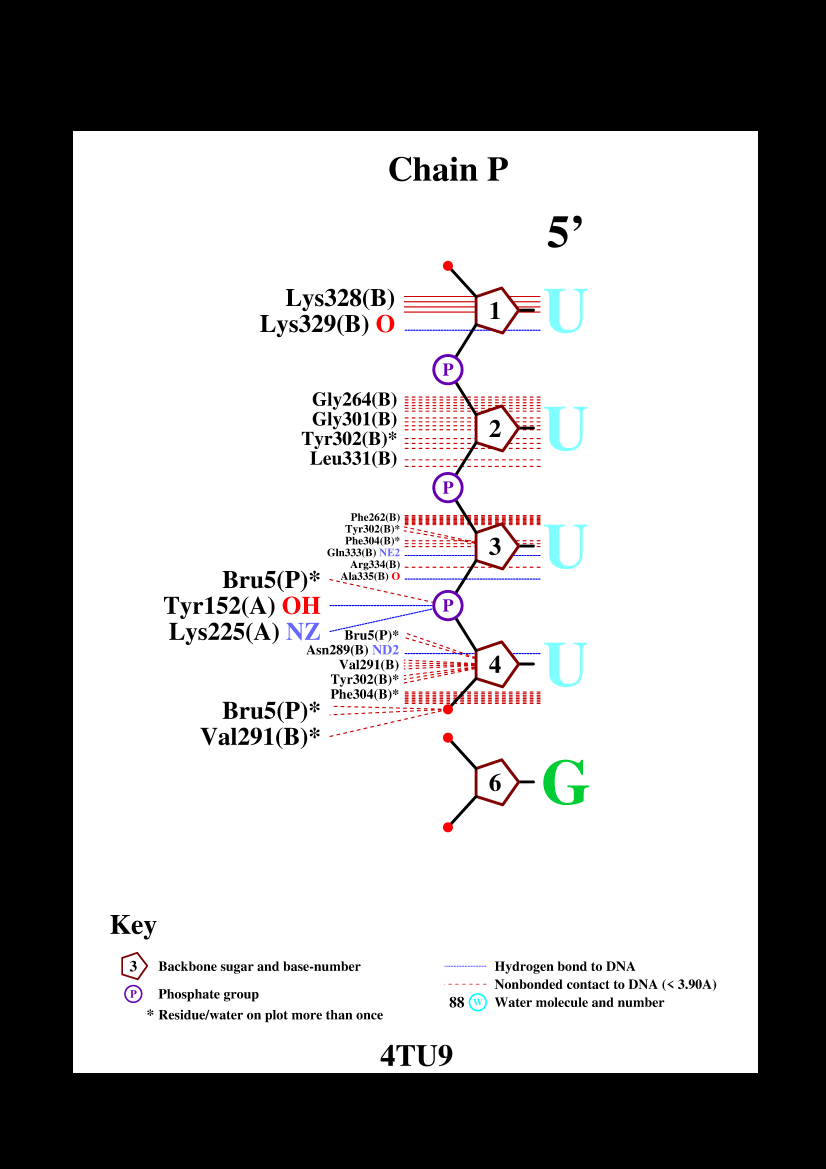 Chain P
5’
Lys328(B)
1 U
Lys329(B) O
P
Gly264(B)
Gly301(B)
2 U
Tyr302(B)*
Leu331(B)
P
Phe262(B)
Tyr302(B)*
Phe304(B)*
3 U
Gln333(B) NE2
Arg334(B)
Ala335(B) O
Bru5(P)*
Tyr152(A) OH
P
Lys225(A) NZ
Bru5(P)*
Asn289(B) ND2
Val291(B)
4 U
Tyr302(B)*
Phe304(B)*
Bru5(P)*
Val291(B)*
6 G
Key
3 Backbone sugar and base-number
P Phosphate group
* Residue/water on plot more than once
Hydrogen bond to DNA
Nonbonded contact to DNA (< 3.90A)
88 W Water molecule and number
4TU9